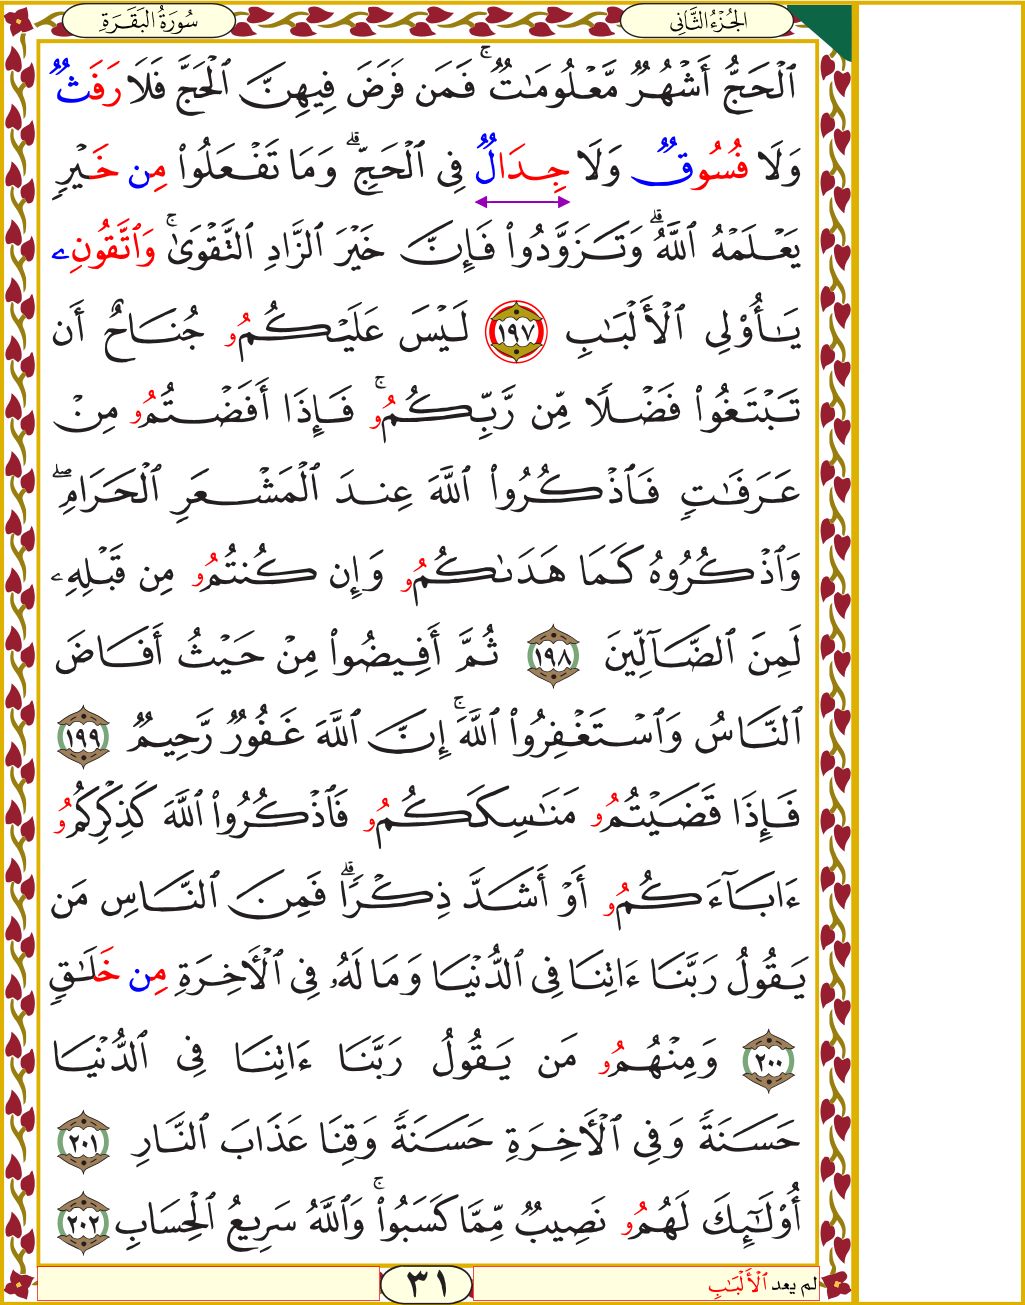 الجُزْءُ الثَّانِي
سُورَةُ البَقَرَةِ
ٱلْحَجُّ أَشْهُرٌ مَّعْلُومَٰتٌ ۚ فَمَن فَرَضَ فِيهِنَّ ٱلْحَجَّ فَلَا رَفَثٌ
وَلَا فُسُوقٌ وَلَا جِدَالٌ فِي ٱلْحَجِّ ۗ وَمَا تَفْعَلُوا۟ مِن خَيْرٍ
يَعْلَمْهُ ٱللَّهُ ۗ وَتَزَوَّدُوا۟ فَإِنَّ خَيْرَ ٱلزَّادِ ٱلتَّقْوَىٰ ۚ وَٱتَّقُونِۦ
يَٰٓأُو۟لِي ٱلْأَلْبَٰبِ ١٩٧ لَيْسَ عَلَيْكُمُۥ جُنَاحٌ أَن
تَبْتَغُوا۟ فَضْلًا مِّن رَّبِّكُمُۥ ۚ فَإِذَا أَفَضْتُمُۥ مِنْ
عَرَفَٰتٍ فَٱذْكُرُوا۟ ٱللَّهَ عِندَ ٱلْمَشْعَرِ ٱلْحَرَامِ ۖ
وَٱذْكُرُوهُ كَمَا هَدَىٰكُمُۥ وَإِن كُنتُمُۥ مِن قَبْلِهِۦ
لَمِنَ ٱلضَّآلِّينَ ١٩٨ ثُمَّ أَفِيضُوا۟ مِنْ حَيْثُ أَفَاضَ
ٱلنَّاسُ وَٱسْتَغْفِرُوا۟ ٱللَّهَ ۚ إِنَّ ٱللَّهَ غَفُورٌ رَّحِيمٌ ١٩٩
فَإِذَا قَضَيْتُمُۥ مَنَٰسِكَكُمُۥ فَٱذْكُرُوا۟ ٱللَّهَ كَذِكْرِكُمُۥ
ءَابَآءَكُمُۥ أَوْ أَشَدَّ ذِكْرًا ۗ فَمِنَ ٱلنَّاسِ مَن
يَقُولُ رَبَّنَا ءَاتِنَا فِي ٱلدُّنْيَا وَمَا لَهُۥ فِي ٱلْأَخِرَةِ مِن خَلَٰقٍ
٢٠٠ وَمِنْهُمُۥ مَن يَقُولُ رَبَّنَا ءَاتِنَا فِي ٱلدُّنْيَا
حَسَنَةً وَفِي ٱلْأَخِرَةِ حَسَنَةً وَقِنَا عَذَابَ ٱلنَّارِ ٢٠١
أُو۟لَٰٓئِكَ لَهُمُۥ نَصِيبٌ مِّمَّا كَسَبُوا۟ ۚ وَٱللَّهُ سَرِيعُ ٱلْحِسَابِ ٢٠٢
٣١
لم يعد ٱلْأَلْبَٰبِ